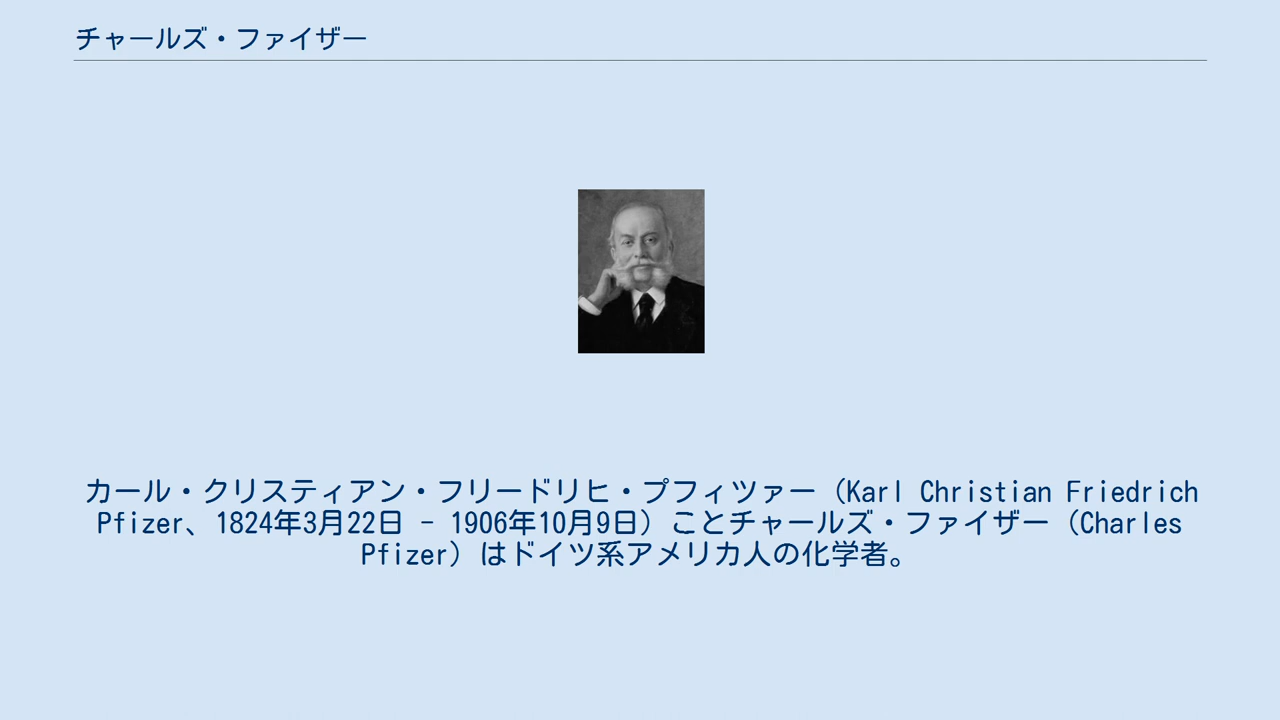 チャールズ・ファイザー
カール・クリスティアン・フリードリヒ・プフィツァー（Karl Christian Friedrich
Pfizer、1824年3月22日 - 1906年10月9日）ことチャールズ・ファイザー（Charles
Pfizer）はドイツ系アメリカ人の化学者。